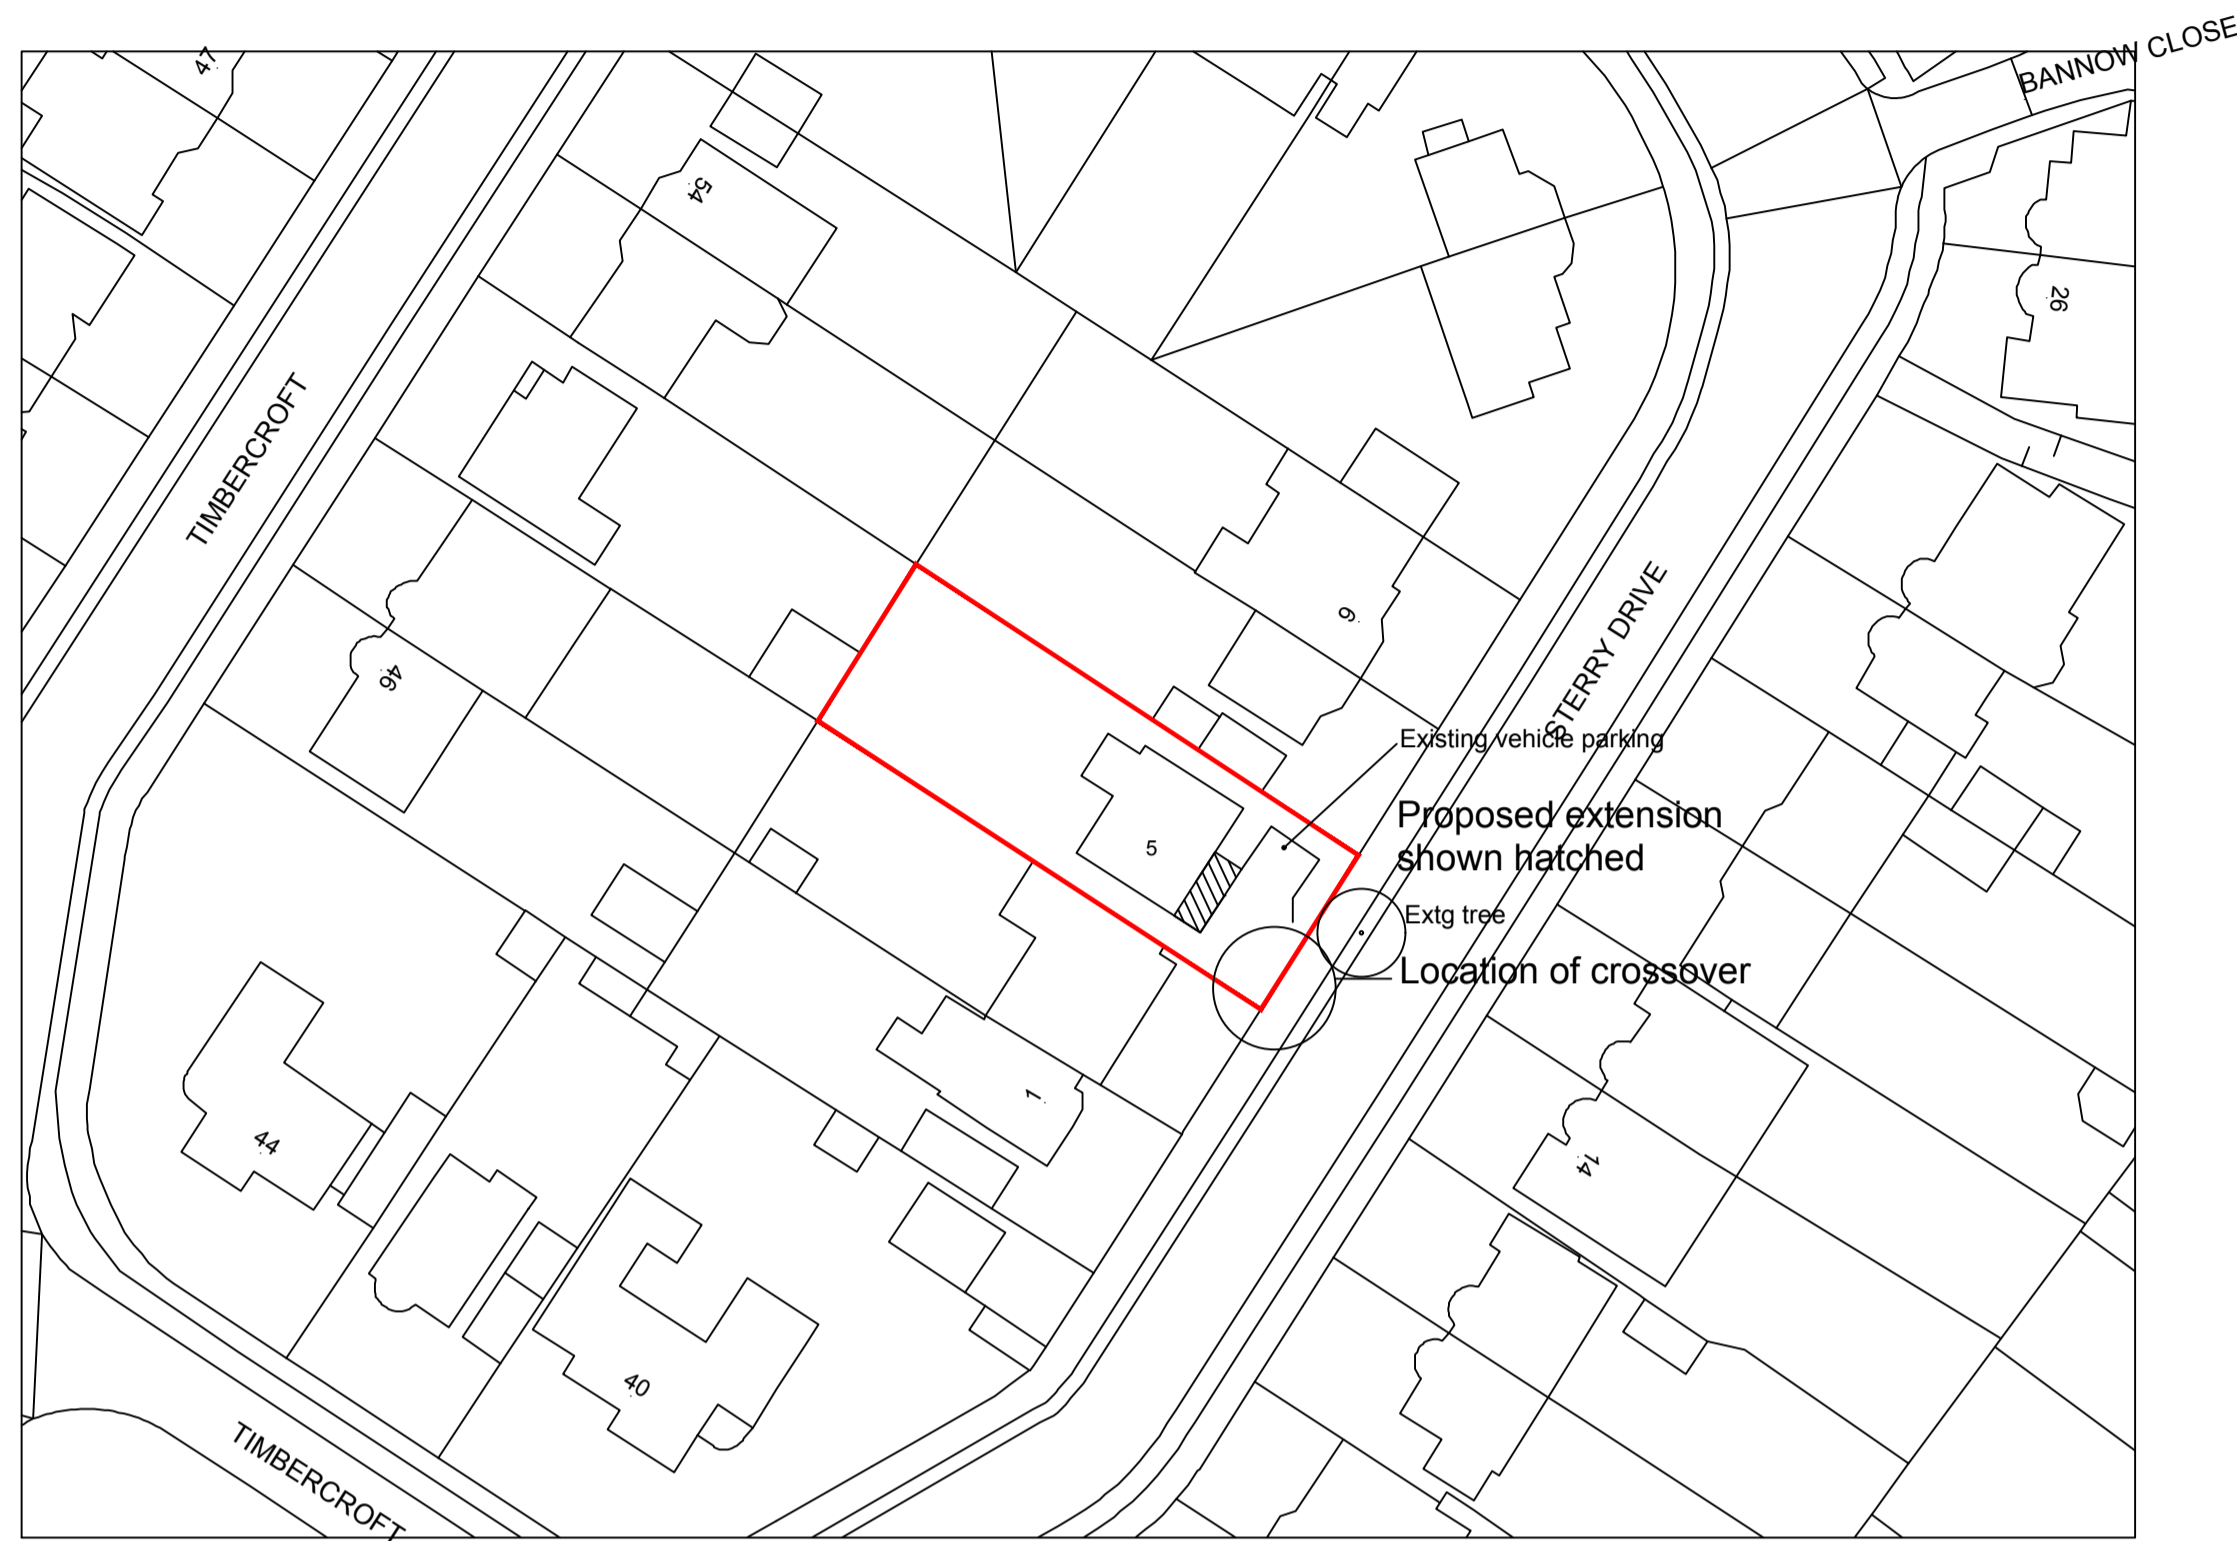 BANNOW CLOSE
47
54
26
TIMBERCROFT
STERRY DRIVE
9
46
Existing vehicle parking
Proposed extension
shown hatched
5
Extg tree
Location of crossover
1
44
14
40
TIMBERCROFT